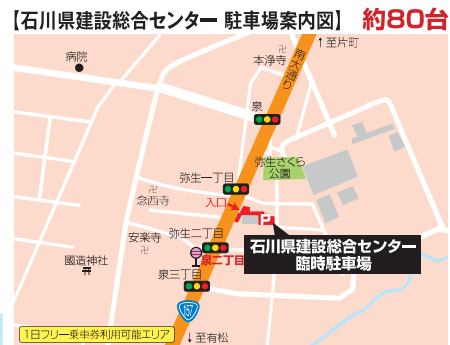 【石川県建設総合センター 駐車場案内図】 約80台
病院
卍
本浄寺
↑至片町
南大通り
泉
弥生さくら
公園
弥生一丁目
卍
念西寺
入口
P
安楽寺
卍
弥生二丁目
泉二丁目
石川県建設総合センター
臨時駐車場
國造神社
泉三丁目
157
1日フリー乗車券利用可能エリア
↓至有松